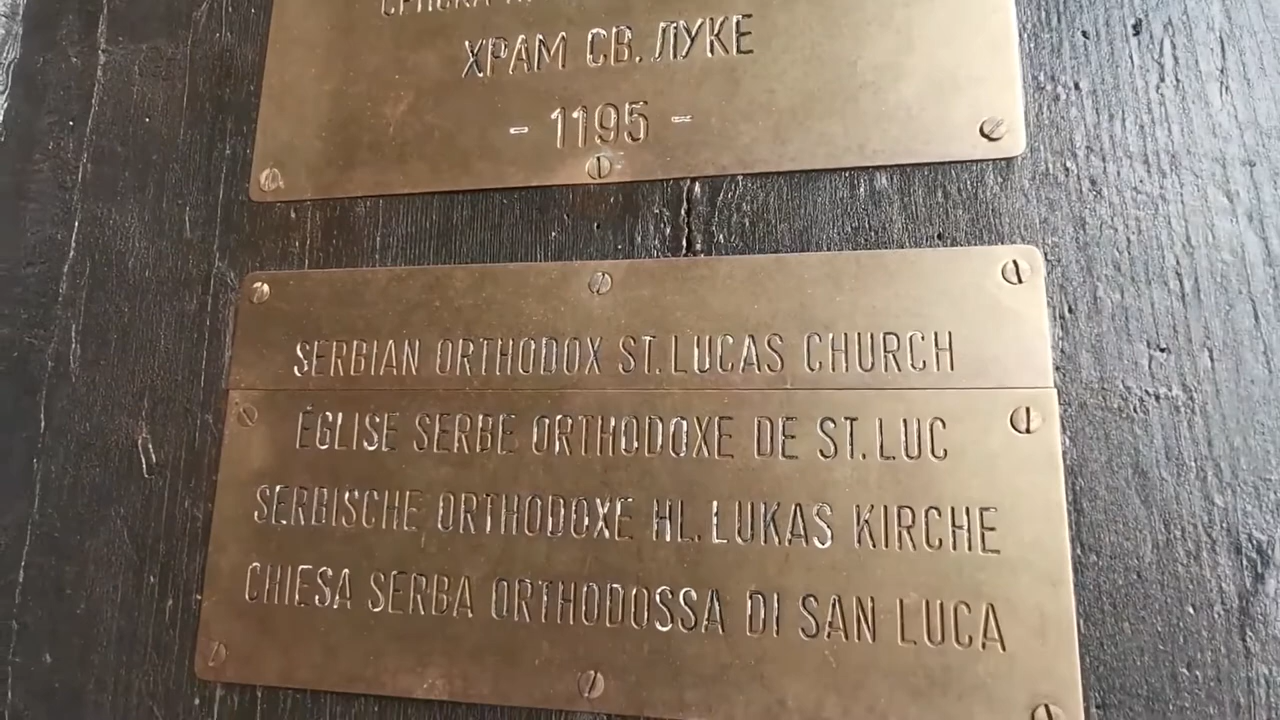 СРПСКА
ХРАМ СВ. ЛУКЕ
- 1195 -
SERBIAN ORTHODOX ST. LUCAS CHURCH
ÉGLISE SERBE ORTHODOXE DE ST. LUC
SERBISCHE ORTHODOXE HL. LUKAS KIRCHE
CHIESA SERBA ORTHODOSSA DI SAN LUCA